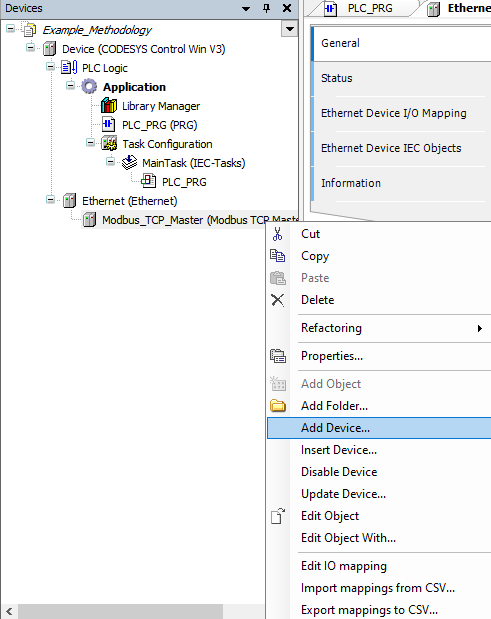 Devices
Example_Methodology
Device (CODESYS Control Win V3)
PLC Logic
Application
Library Manager
PLC_PRG (PRG)
Task Configuration
MainTask (IEC-Tasks)
PLC_PRG
Ethernet (Ethernet)
Modbus_TCP_Master (Modbus TCP Maste
PLC_PRG
Etherne
General
Status
Ethernet Device I/O Mapping
Ethernet Device IEC Objects
Information
Cut
Copy
Paste
Delete
Refactoring
Properties...
Add Object
Add Folder...
Add Device...
Insert Device...
Disable Device
Update Device...
Edit Object
Edit Object With...
Edit IO mapping
Import mappings from CSV...
Export mappings to CSV...